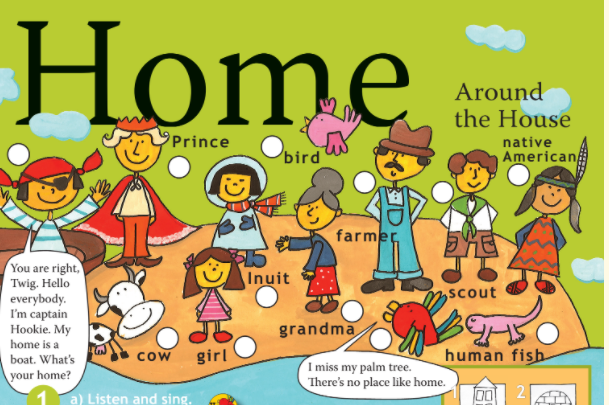 Home
Around
the House
Prince
bird
native
American
farmer
You are right,
Twig. Hello
everybody.
I'm captain
Hookie. My
home is a
boat. What's
your home?
Inuit
scout
grandma
cow
girl
human fish
I miss my palm tree.
There's no place like home.
1
2
1
a) Listen and sing.